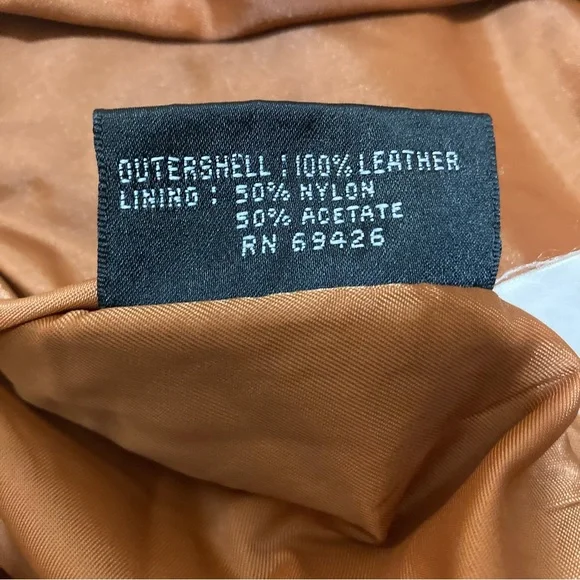 OUTERSHELL : 100% LEATHER
LINING : 50% NYLON
50% ACETATE
RN 69426